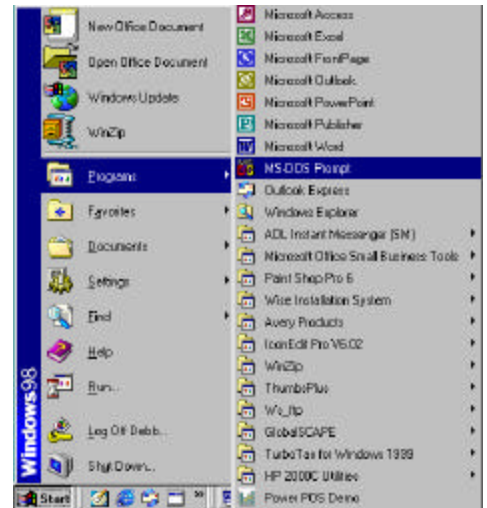 New Office Document
Open Office Document
Windows Update
WinZip
Programs
Favorites
Documents
Settings
Find
Help
Run...
Log Off Debb...
Shut Down...
Windows98
Start
Microsoft Access
Microsoft Excel
Microsoft FrontPage
Microsoft Outlook
Microsoft PowerPoint
Microsoft Publisher
Microsoft Word
MS-DOS Prompt
Outlook Express
Windows Explorer
AOL Instant Messenger (SM)
Microsoft Office Small Business Tools
Paint Shop Pro 6
Wise Installation System
Avery Products
IconEdit Pro V6.02
WinZip
ThumbsPlus
Ws_ftp
GlobalSCAPE
TurboTax for Windows 1999
HP 2000C Utilities
Power POS Demo